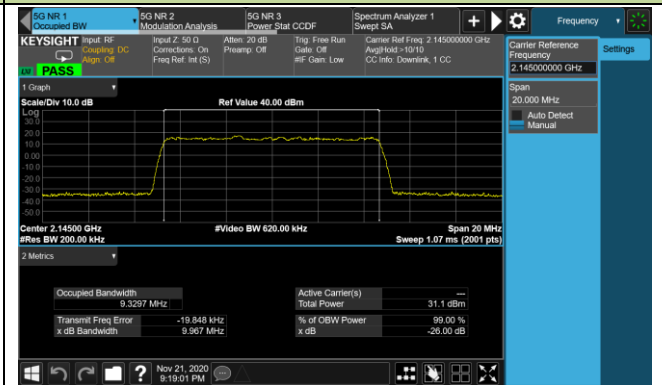 5G NR 1
Occupied BW
5G NR 2
Modulation Analysis
5G NR 3
Power Stat CCDF
Spectrum Analyzer 1
Swept SA
Frequency
KEYSIGHT
Input: RF
Coupling: DC
Align: Off
Input Z: 50 Ω
Corrections: On
Freq Ref: Int (S)
Atten: 20 dB
Preamp: Off
Trig: Free Run
Gate: Off
#IF Gain: Low
Carrier Ref Freq: 2.145000000 GHz
Avg|Hold:>10/10
CC Info: Downlink, 1 CC
PASS
Carrier Reference
Frequency
2.145000000 GHz
Settings
Span
20.000 MHz
Auto Detect
Manual
1 Graph
Scale/Div 10.0 dB
Ref Value 40.00 dBm
Log
30.0
20.0
10.0
0.00
-10.0
-20.0
-30.0
-40.0
-50.0
Center 2.14500 GHz
#Video BW 620.00 kHz
Span 20 MHz
#Res BW 200.00 kHz
Sweep 1.07 ms (2001 pts)
2 Metrics
Occupied Bandwidth
9.3297 MHz
Active Carrier(s)
—
Total Power
31.1 dBm
Transmit Freq Error
-19.848 kHz
% of OBW Power
99.00 %
x dB Bandwidth
9.967 MHz
x dB
-26.00 dB
?
Nov 21, 2020
9:19:01 PM